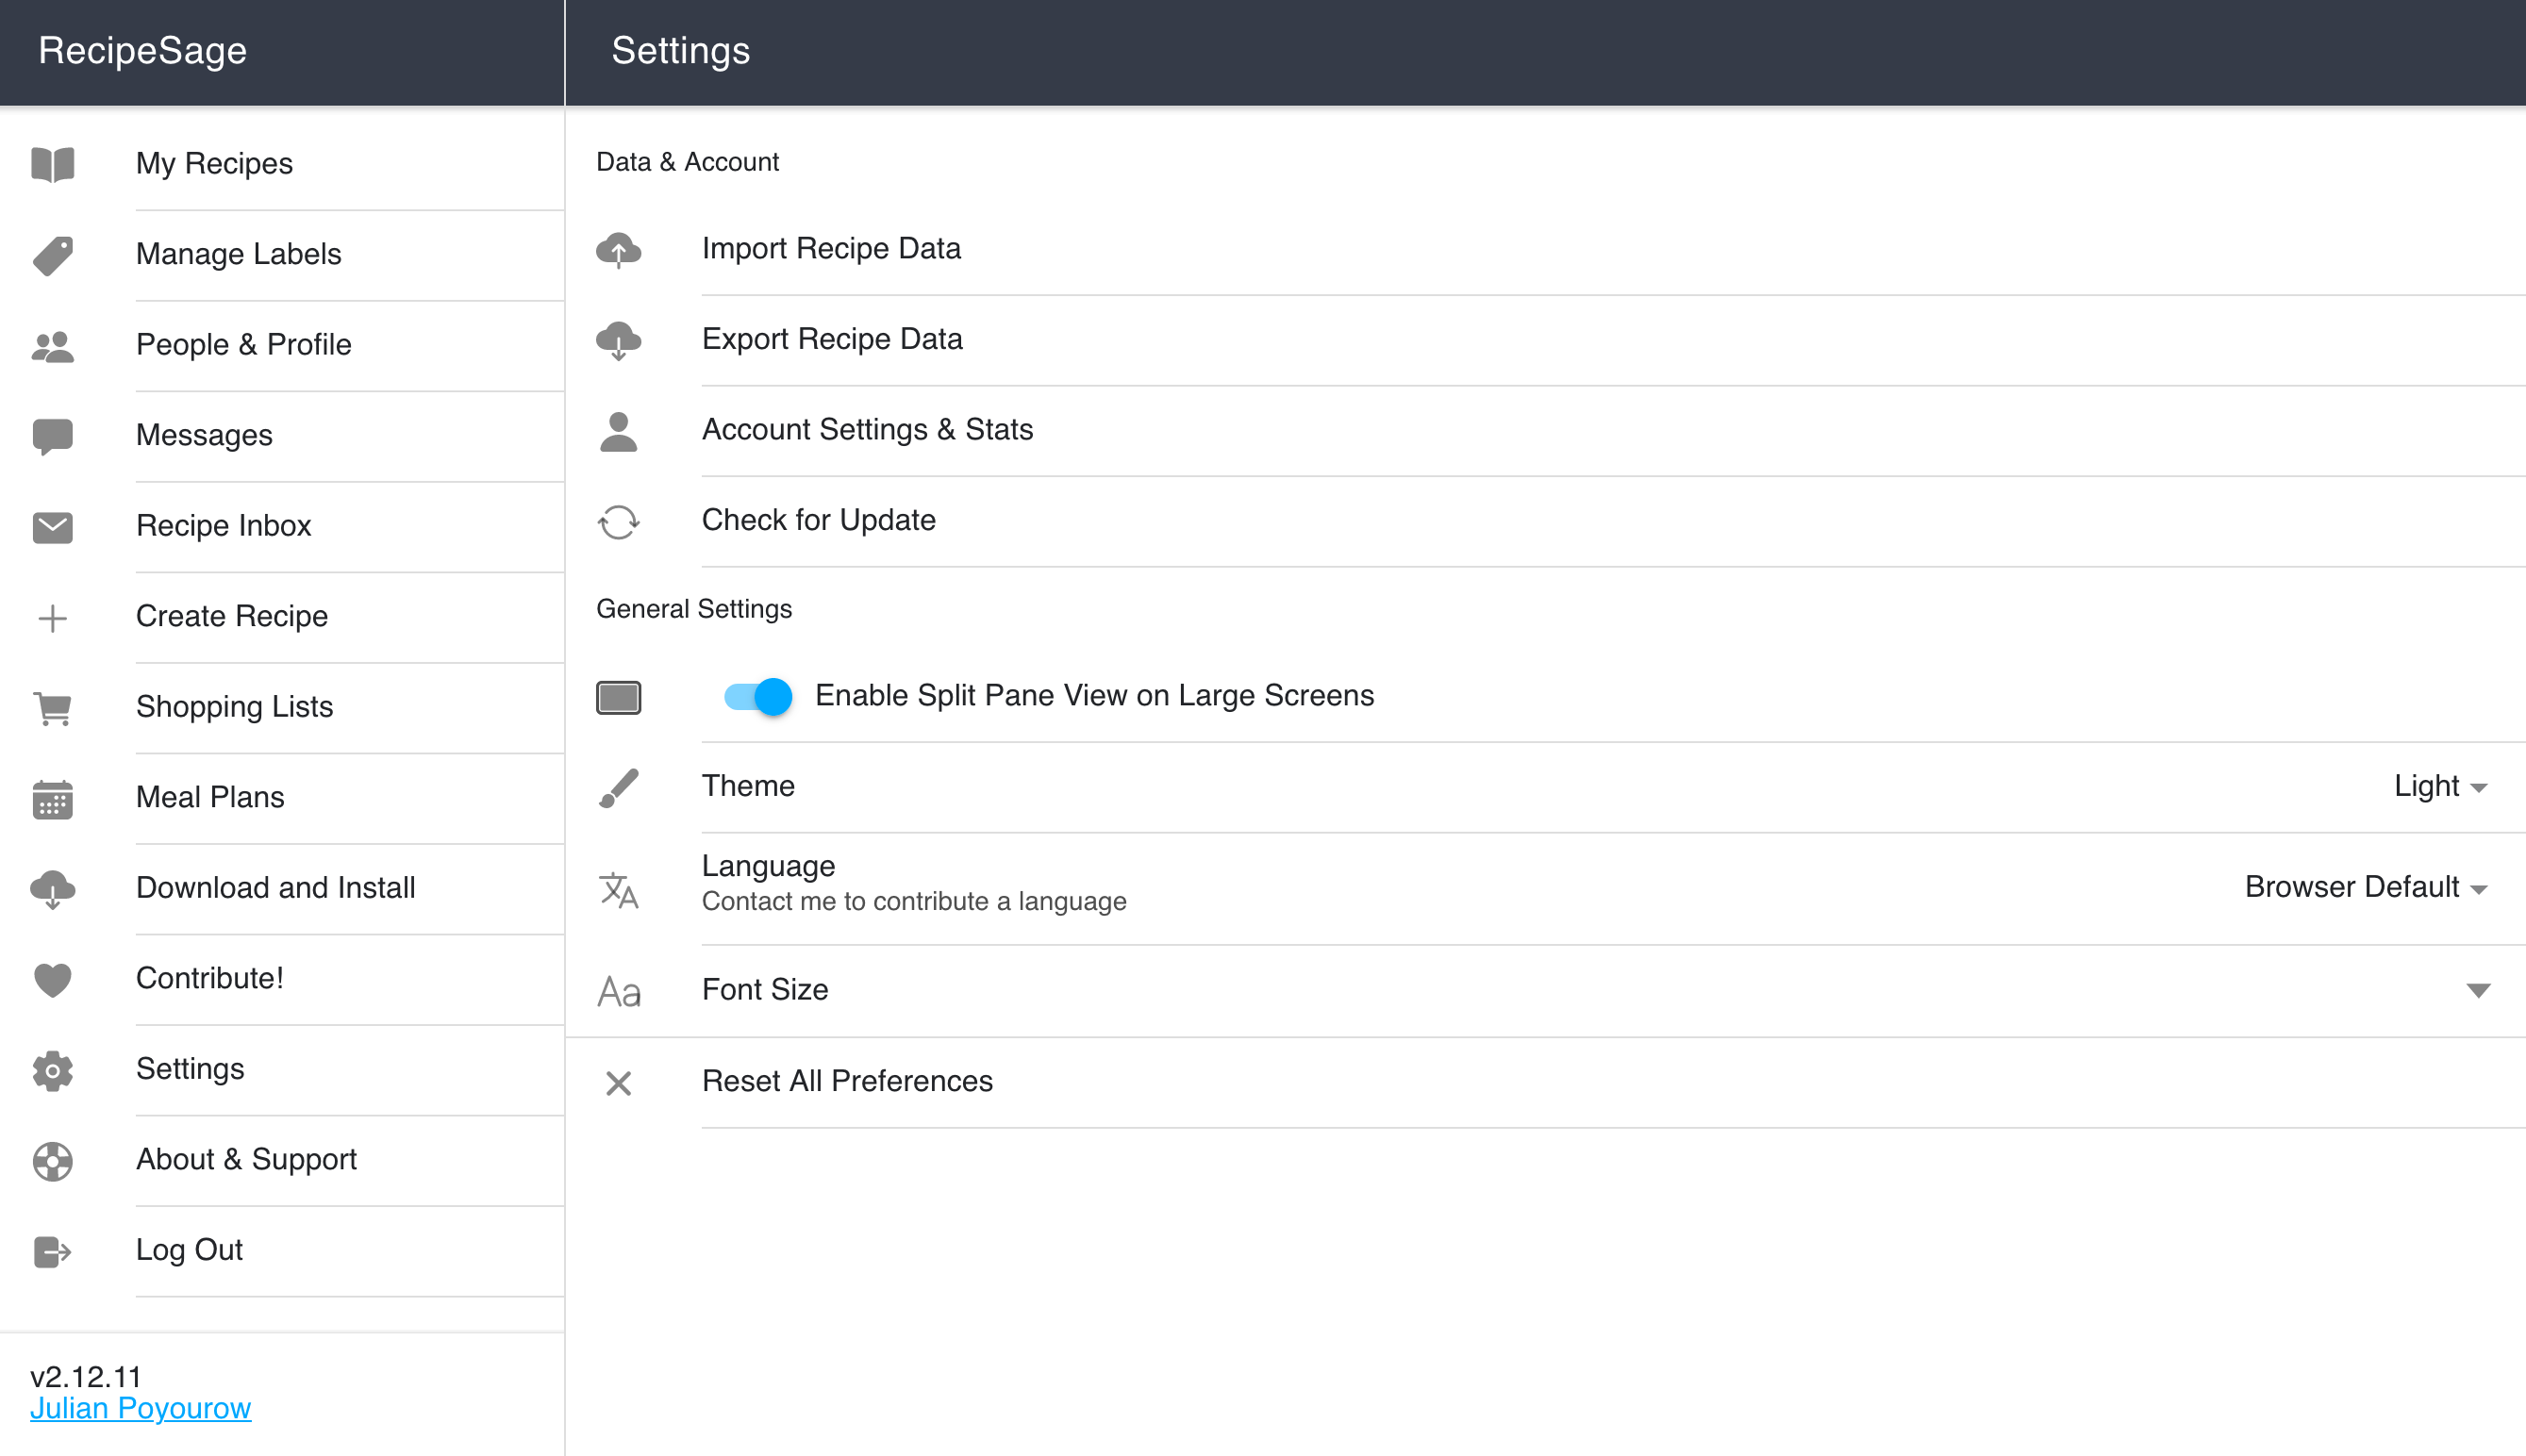 RecipeSage
My Recipes
Manage Labels
People & Profile
Messages
Recipe Inbox
Create Recipe
Shopping Lists
Meal Plans
Download and Install
Contribute!
Settings
About & Support
Log Out
v2.12.11
Julian Poyourow
Settings
Data & Account
Import Recipe Data
Export Recipe Data
Account Settings & Stats
Check for Update
General Settings
Enable Split Pane View on Large Screens
Theme
Light
Language
Contact me to contribute a language
Browser Default
Aa
Font Size
Reset All Preferences